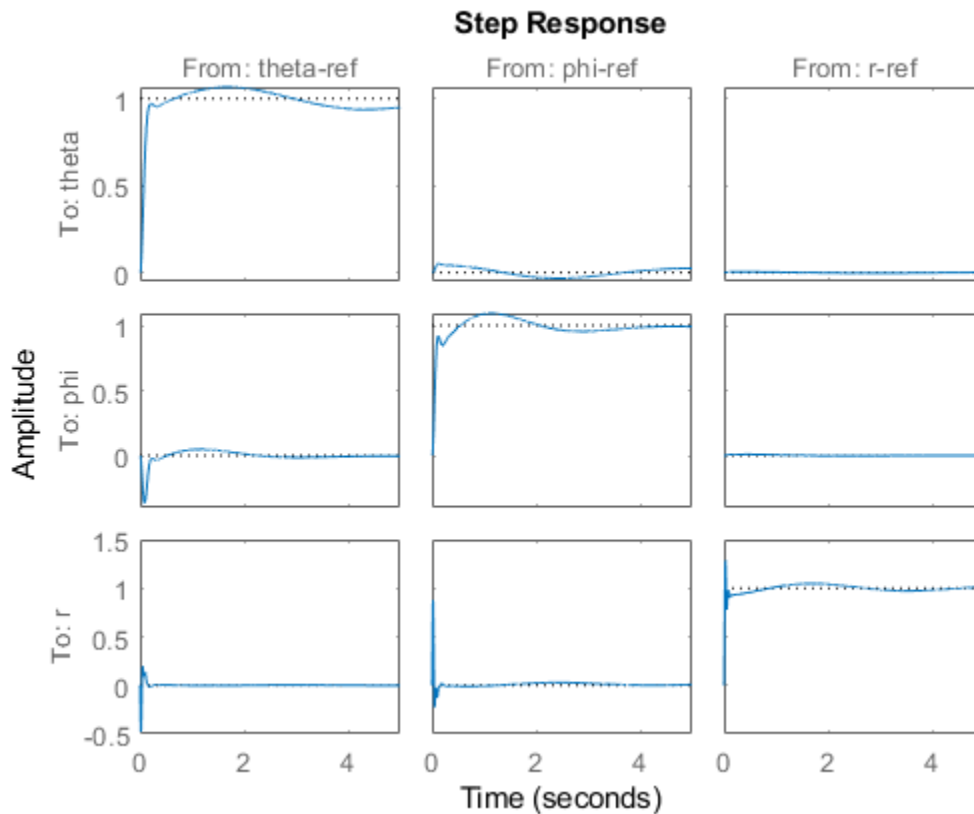 Step Response
From: theta-ref
From: phi-ref
From: r-ref
Amplitude
To: theta
1
0.5
0
To: phi
1
0.5
0
To: r
1.5
1
0.5
0
-0.5
0 2 4
0 2 4
0 2 4
Time (seconds)